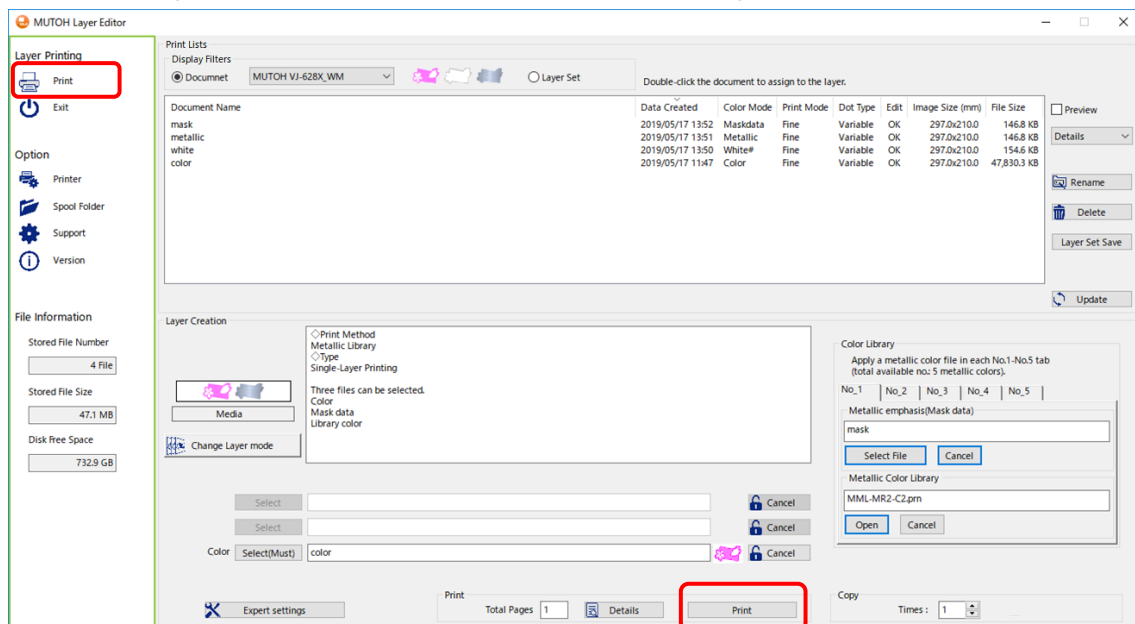 MUTOH Layer Editor
Layer Printing
Print
Exit
Option
Printer
Spool Folder
Support
Version
File Information
Stored File Number
4 File
Stored File Size
47.1 MB
Disk Free Space
732.9 GB
Print Lists
Display Filters
Documnet
MUTOH VJ-628X_WM
Layer Set
Double-click the document to assign to the layer.
Document Name Data Created Color Mode Print Mode Dot Type Edit Image Size (mm) File Size
mask 2019/05/17 13:52 Maskdata Fine Variable OK 297.0x210.0 146.8 KB
metallic 2019/05/17 13:51 Metallic Fine Variable OK 297.0x210.0 146.8 KB
white 2019/05/17 13:50 White# Fine Variable OK 297.0x210.0 154.6 KB
color 2019/05/17 11:47 Color Fine Variable OK 297.0x210.0 47,830.3 KB
Preview
Details
Rename
Delete
Layer Set Save
Update
Layer Creation
Media
Change Layer mode
◇Print Method
Metallic Library
◇Type
Single-Layer Printing
Three files can be selected.
Color
Mask data
Library color
Select Cancel
Select Cancel
Color Select(Must) color Cancel
Color Library
Apply a metallic color file in each No.1-No.5 tab
(total available no.: 5 metallic colors).
No_1 No_2 No_3 No_4 No_5
Metallic emphasis(Mask data)
mask
Select File Cancel
Metallic Color Library
MML-MR2-C2.prn
Open Cancel
Expert settings
Print
Total Pages 1 Details Print
Copy
Times : 1